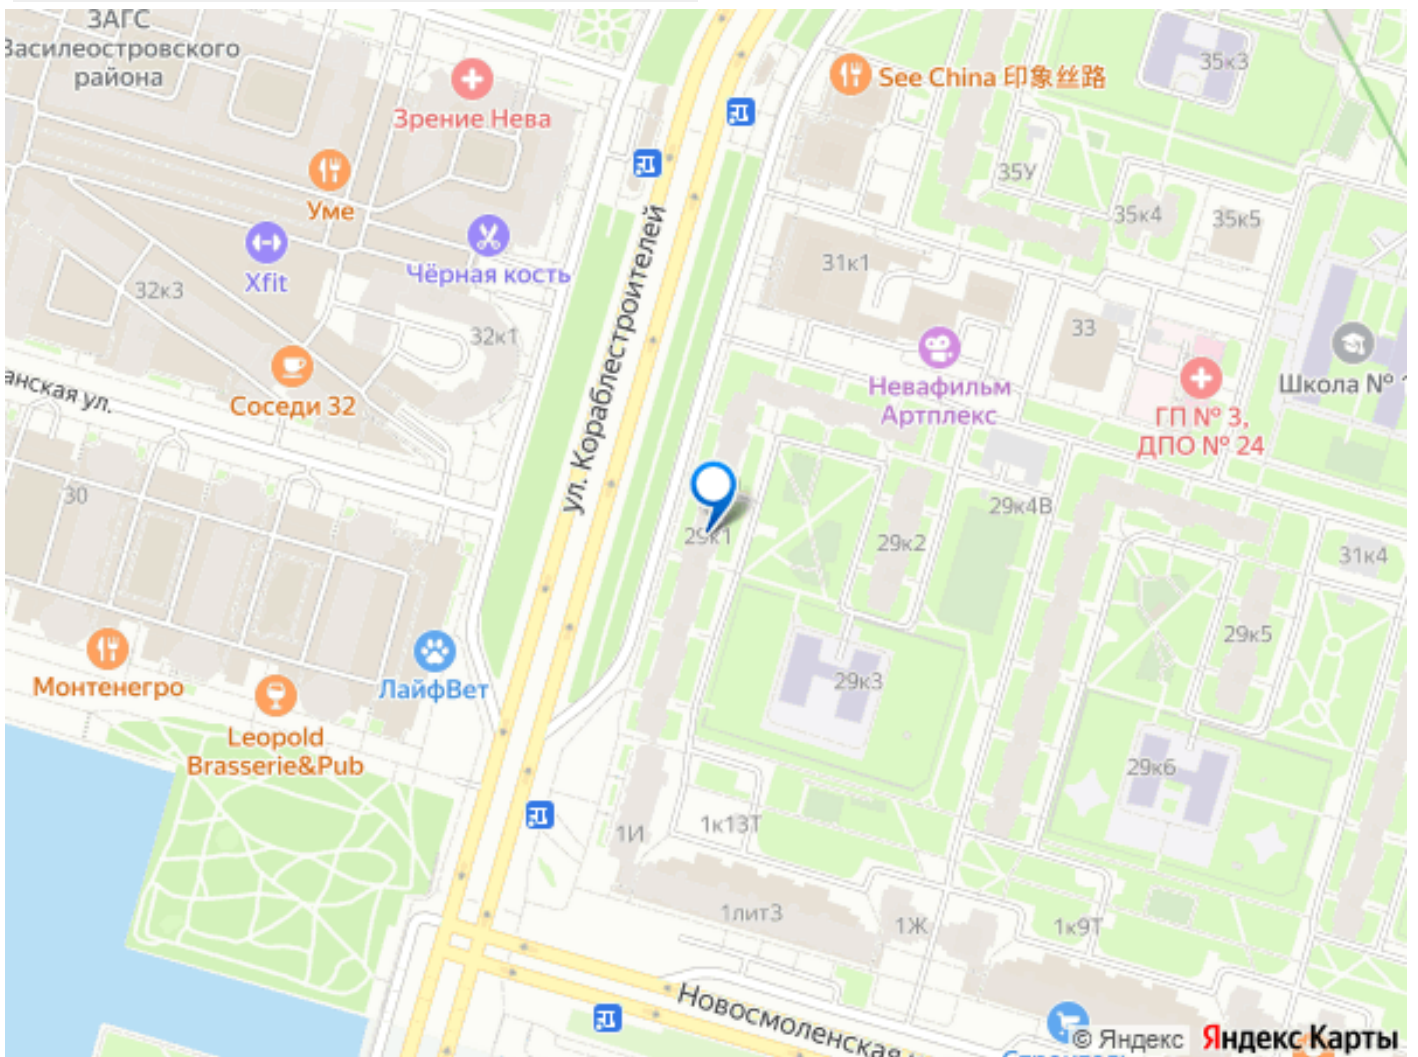 ЗАГС
Василеостровского
района
Зрение Нева
See China 印象丝路
35к3
Уме
35У
35к4
35к5
Xfit
Чёрная кость
ул. Кораблестроителей
31к1
32к3
32к1
33
Невафильм
Артплекс
Школа №
анская ул.
Соседи 32
ГП № 3,
ДПО № 24
30
29к1
29к2
29к4В
31к4
29к5
Монтенегро
ЛайфВет
29к3
Leopold
Brasserie&Pub
29к6
1И
1к13Т
1лит3
1Ж
1к9Т
Новосмоленская
© Яндекс
Яндекс Карты